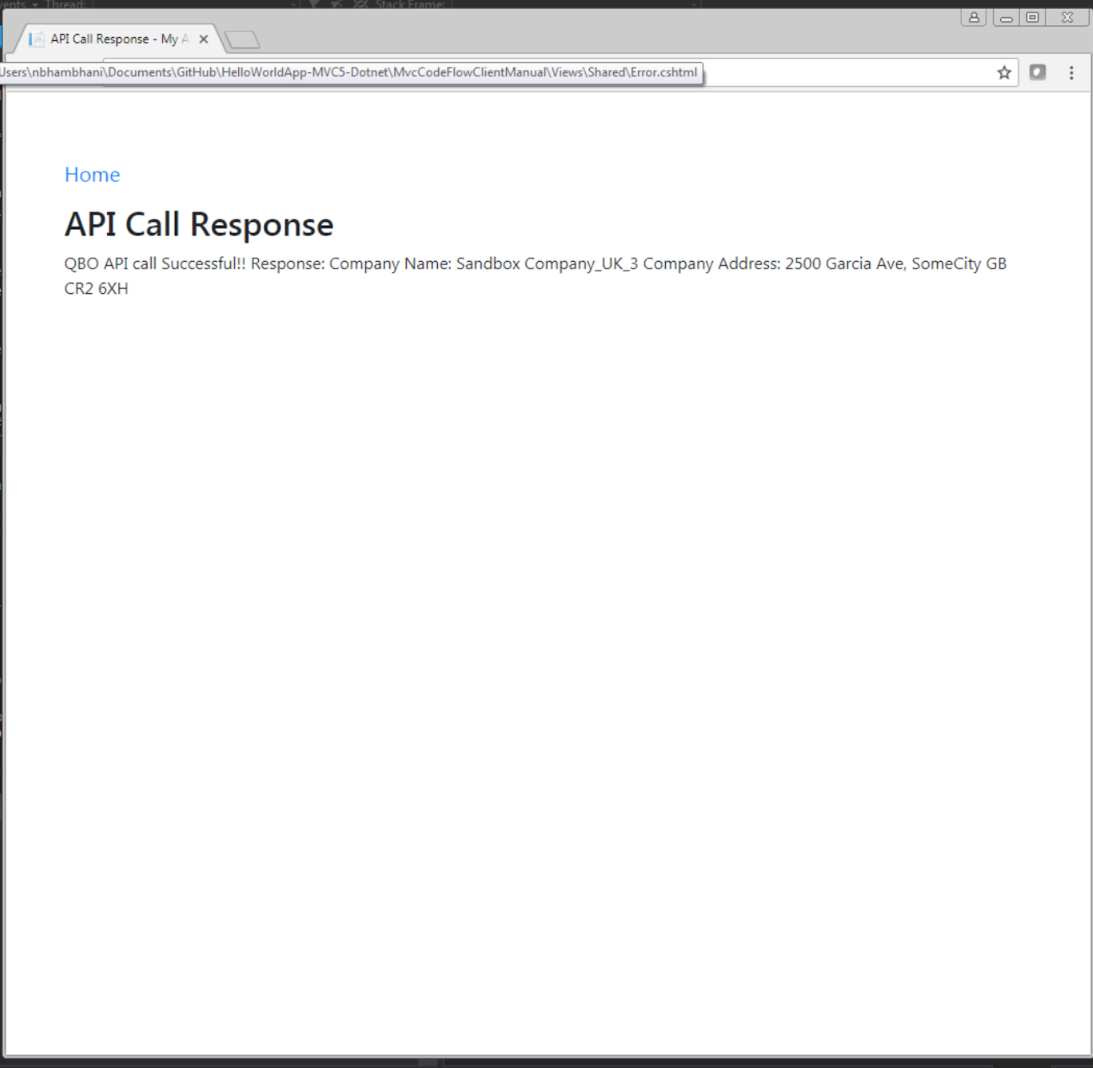 ents Thread: Stack Frame:
API Call Response - My A
Users\nbhambhani\Documents\GitHub\HelloWorldApp-MVC5-Dotnet\MvcCodeFlowClientManual\Views\Shared\Error.cshtml
Home
API Call Response
QBO API call Successful!! Response: Company Name: Sandbox Company_UK_3 Company Address: 2500 Garcia Ave, SomeCity GB
CR2 6XH